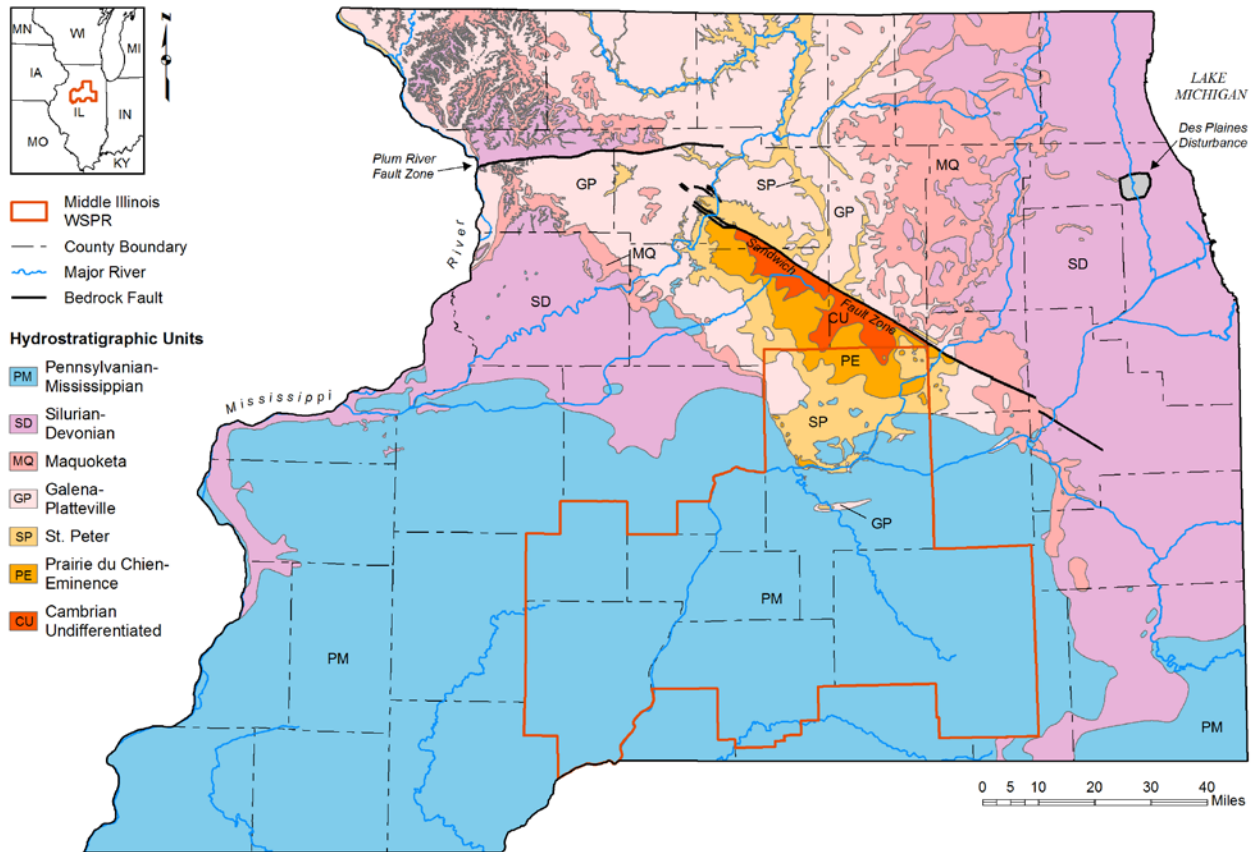 MN
WI
MI
IA
IL
IN
MO
KY
N
Middle Illinois
WSPR
County Boundary
Major River
Bedrock Fault
Hydrostratigraphic Units
PM
Pennsylvanian-
Mississippian
SD
Silurian-
Devonian
MQ
Maquoketa
GP
Galena-
Platteville
SP
St. Peter
PE
Prairie du Chien-
Eminence
CU
Cambrian
Undifferentiated
LAKE
MICHIGAN
Des Plaines
Disturbance
Plum River
Fault Zone
MQ
GP
SP
GP
River
MQ
Sandwich
Fault Zone
SD
SD
CU
PE
Mississippi
SP
GP
PM
PM
PM
0 5 10 20 30 40
Miles